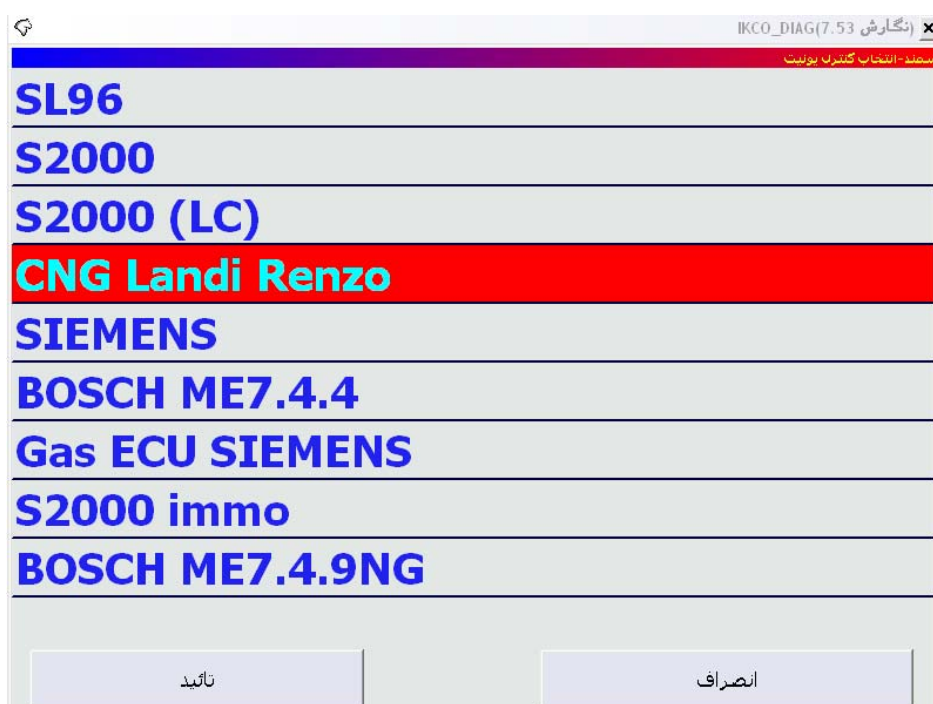 IKCO_DIAG(7.53 نگارش)
سمند-انتخاب کنترل یونیت
SL96
S2000
S2000 (LC)
CNG Landi Renzo
SIEMENS
BOSCH ME7.4.4
Gas ECU SIEMENS
S2000 immo
BOSCH ME7.4.9NG
تائید
انصراف